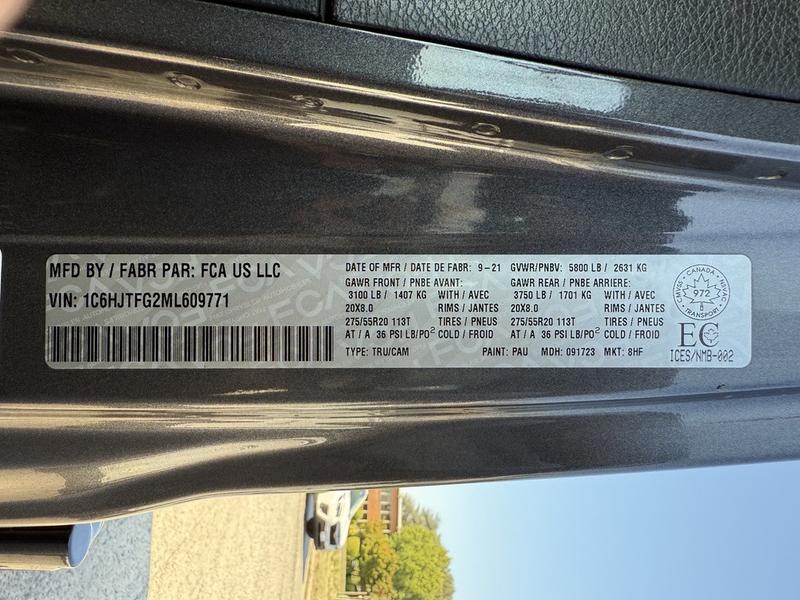 MFD BY / FABR PAR: FCA US LLC
VIN: 1C6HJTFG2ML609771
DATE OF MFR / DATE DE FABR: 9-21
GVWR/PNBV: 5800 LB / 2631 KG
GAWR FRONT / PNBE AVANT:
3100 LB / 1407 KG WITH / AVEC
20X8.0 RIMS / JANTES
275/55R20 113T TIRES / PNEUS
AT / A 36 PSI LB/PO² COLD / FROID
GAWR REAR / PNBE ARRIERE:
3750 LB / 1701 KG WITH / AVEC
20X8.0 RIMS / JANTES
275/55R20 113T TIRES / PNEUS
AT / A 36 PSI LB/PO² COLD / FROID
TYPE: TRU/CAM PAINT: PAU MDH: 091723 MKT: 8HF
CANADA
CMVSS
NSVAC
972
TRANSPORT
EC
ICES/NMB-002